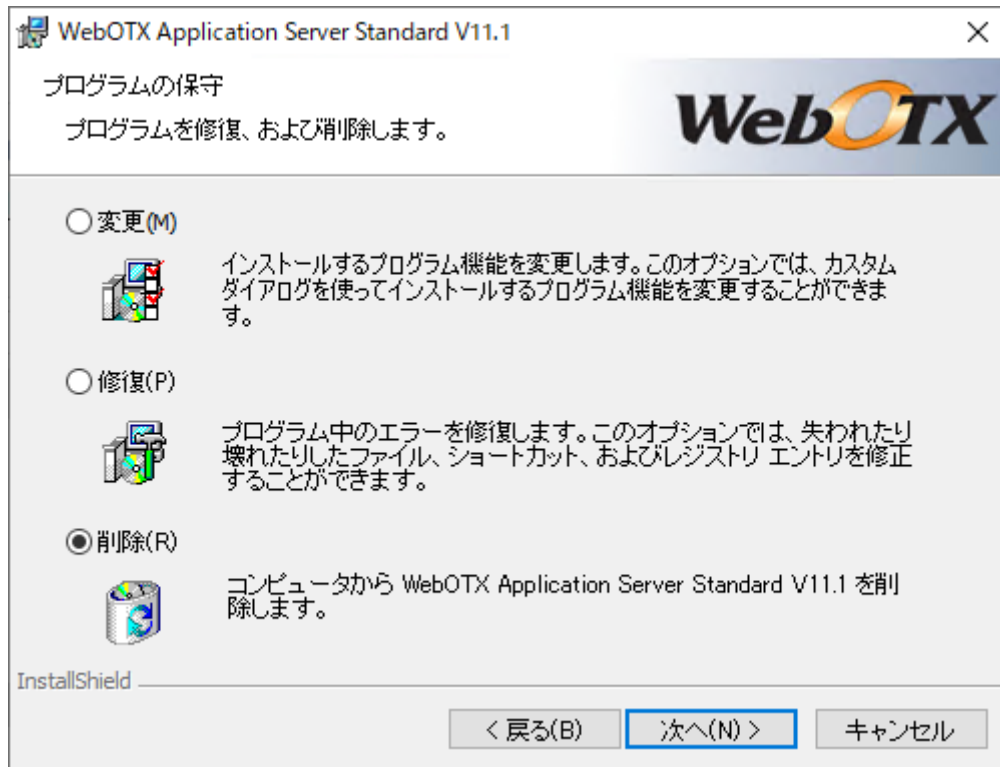 WebOTX Application Server Standard V11.1
プログラムの保守
プログラムを修復、および削除します。
WebOTX
変更(M)
インストールするプログラム機能を変更します。このオプションでは、カスタム
ダイアログを使ってインストールするプログラム機能を変更することができま
す。
修復(P)
プログラム中のエラーを修復します。このオプションでは、失われたり
壊れたりしたファイル、ショートカット、およびレジストリ エントリを修正
することができます。
削除(R)
コンピュータから WebOTX Application Server Standard V11.1 を削
除します。
InstallShield
< 戻る(B)
次へ(N) >
キャンセル